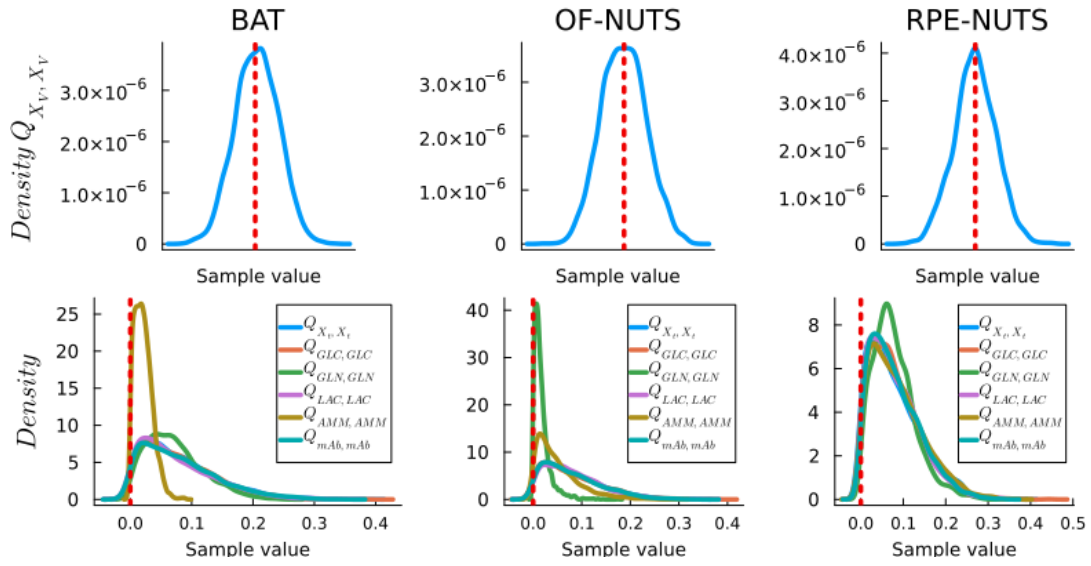 BAT
OF-NUTS
RPE-NUTS
Density Q_{X_V, X_V}
3.0×10⁻⁶
2.0×10⁻⁶
1.0×10⁻⁶
0
Sample value
3.0×10⁻⁶
2.0×10⁻⁶
1.0×10⁻⁶
0
Sample value
4.0×10⁻⁶
3.0×10⁻⁶
2.0×10⁻⁶
1.0×10⁻⁶
0
Sample value
Density
25
20
15
10
5
0
0.0 0.1 0.2 0.3 0.4
Sample value
Q_{X_t, X_t}
Q_{GLC, GLC}
Q_{GLN, GLN}
Q_{LAC, LAC}
Q_{AMM, AMM}
Q_{mAb, mAb}
40
30
20
10
0
0.0 0.1 0.2 0.3 0.4
Sample value
Q_{X_t, X_t}
Q_{GLC, GLC}
Q_{GLN, GLN}
Q_{LAC, LAC}
Q_{AMM, AMM}
Q_{mAb, mAb}
8
6
4
2
0
0.0 0.1 0.2 0.3 0.4 0.5
Sample value
Q_{X_t, X_t}
Q_{GLC, GLC}
Q_{GLN, GLN}
Q_{LAC, LAC}
Q_{AMM, AMM}
Q_{mAb, mAb}